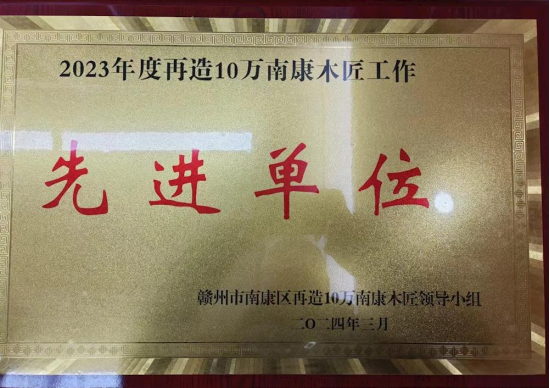 2023年度再造10万南康木匠工作
先进单位
赣州市南康区再造10万南康木匠领导小组
二〇二四年三月